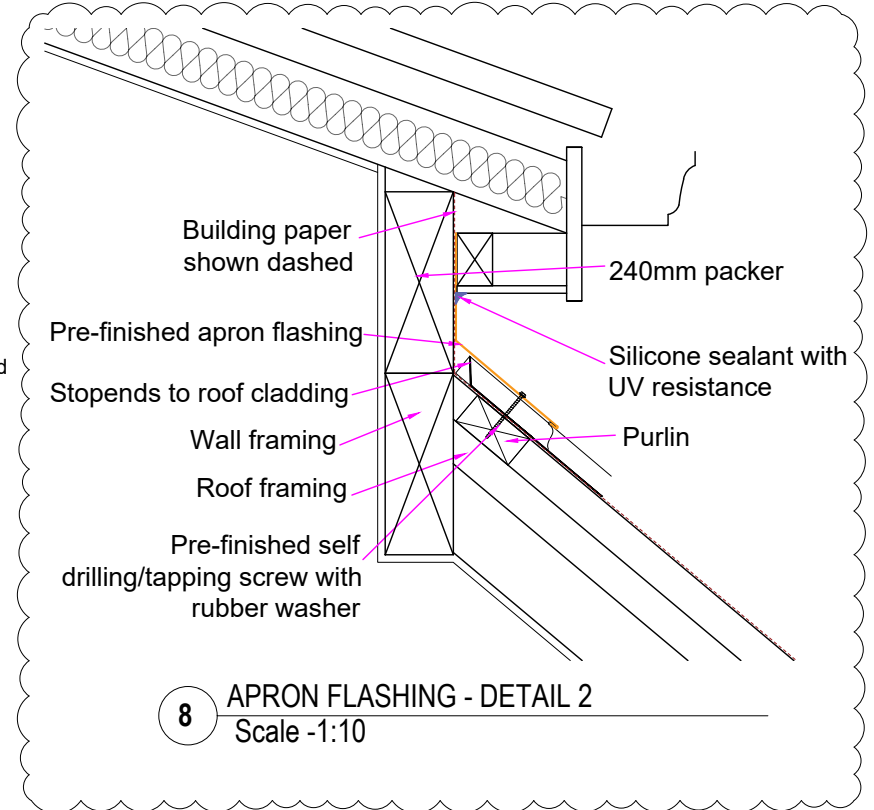 Building paper
shown dashed
240mm packer
Pre-finished apron flashing
Silicone sealant with
UV resistance
d
Stopends to roof cladding
Wall framing
Purlin
Roof framing
Pre-finished self
drilling/tapping screw with
rubber washer
8
APRON FLASHING - DETAIL 2
Scale -1:10